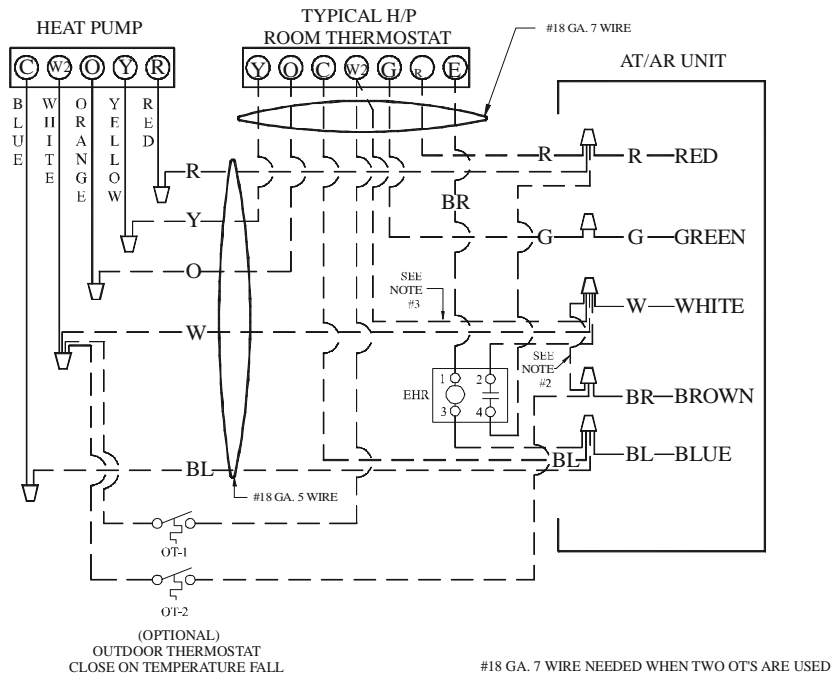 HEAT PUMP
TYPICAL H/P
ROOM THERMOSTAT
#18 GA. 7 WIRE
AT/AR UNIT
C W2 O Y R
Y O C W2 G R E
BLUE
WHITE
ORANGE
YELLOW
RED
R
R
R
RED
BR
Y
G
G
GREEN
O
SEE
NOTE
#3
W
WHITE
W
SEE
NOTE
#2
EHR
1
2
3
4
BR
BROWN
BL
BL
BL
BLUE
#18 GA. 5 WIRE
OT-1
OT-2
(OPTIONAL)
OUTDOOR THERMOSTAT
CLOSE ON TEMPERATURE FALL
#18 GA. 7 WIRE NEEDED WHEN TWO OT'S ARE USED